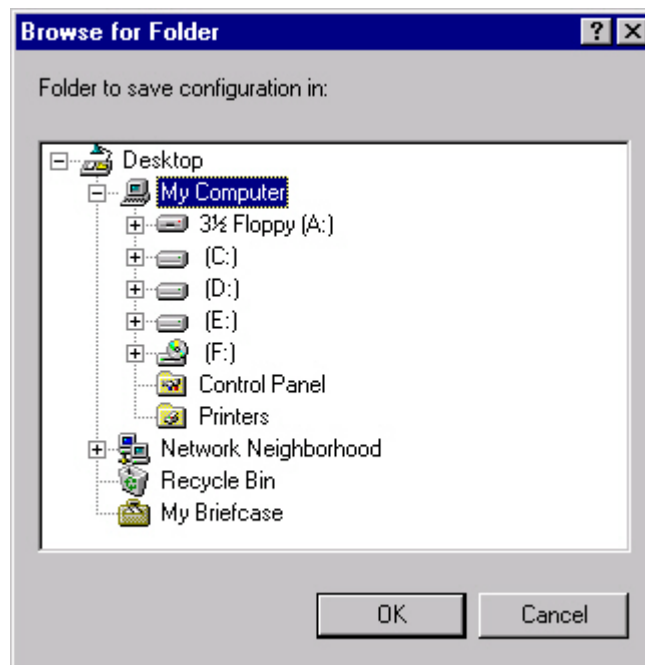 Browse for Folder
Folder to save configuration in:
Desktop
My Computer
3½ Floppy (A:)
(C:)
(D:)
(E:)
(F:)
Control Panel
Printers
Network Neighborhood
Recycle Bin
My Briefcase
OK Cancel